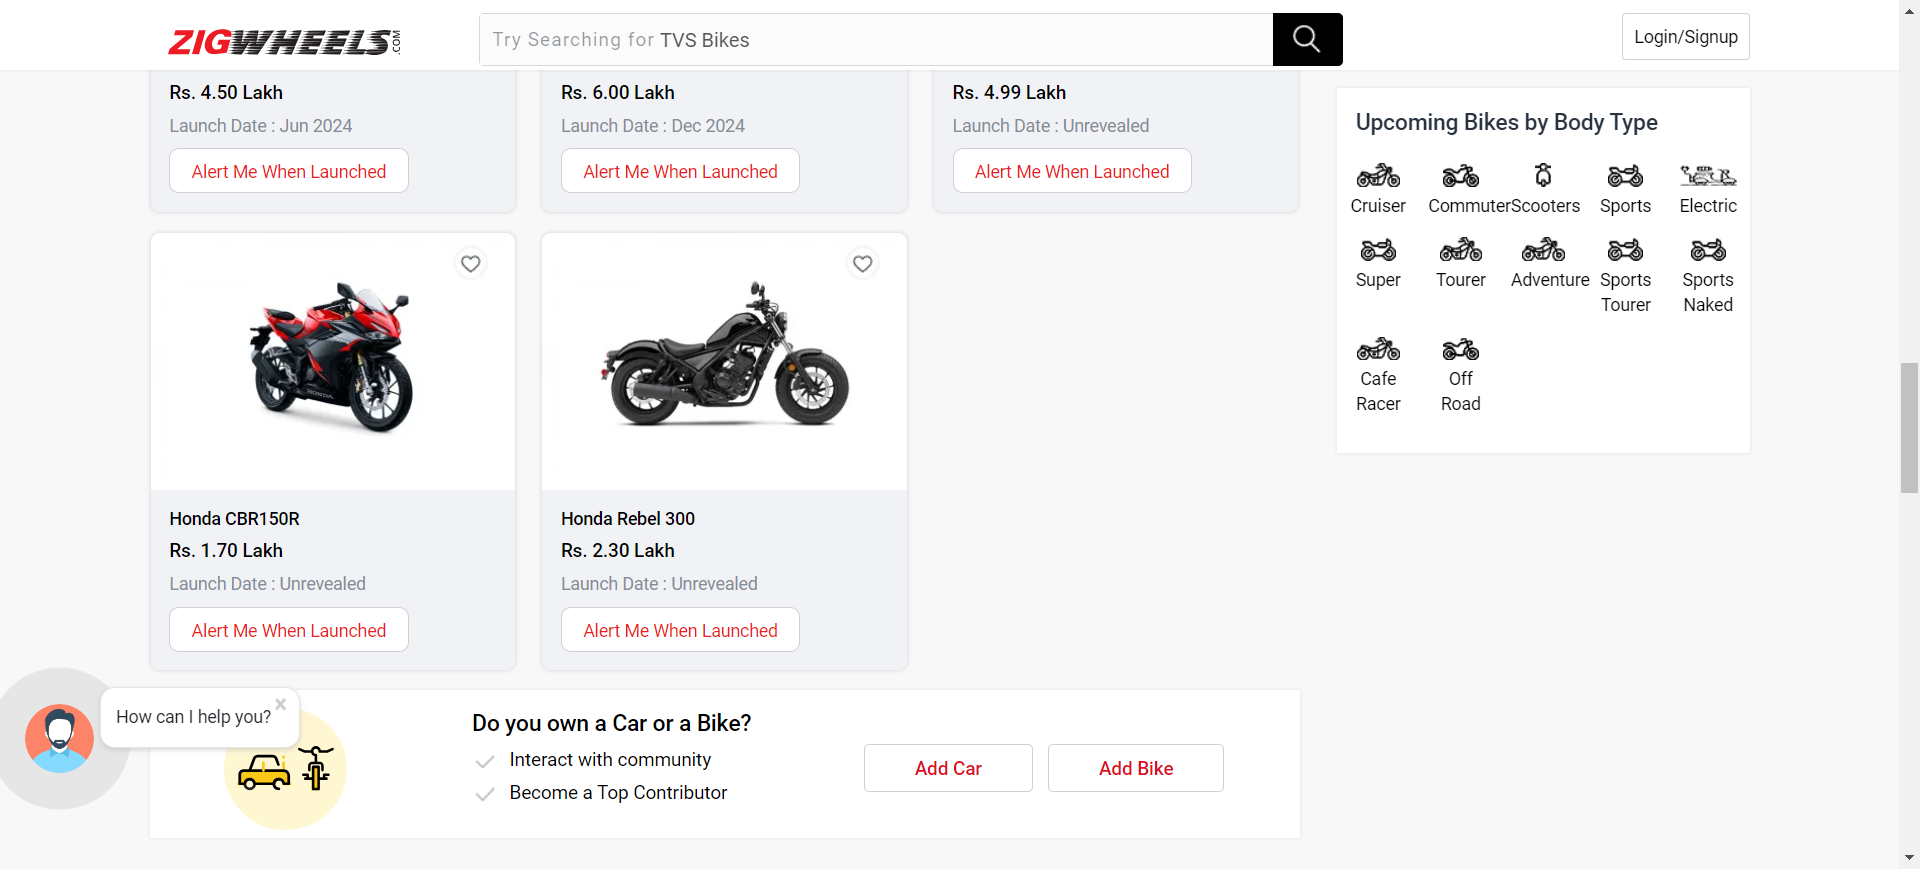 ZIGWHEELS.COM
Try Searching for TVS Bikes
Login/Signup
Rs. 4.50 Lakh
Launch Date : Jun 2024
Alert Me When Launched
Rs. 6.00 Lakh
Launch Date : Dec 2024
Alert Me When Launched
Rs. 4.99 Lakh
Launch Date : Unrevealed
Alert Me When Launched
Upcoming Bikes by Body Type
Cruiser
Commuter
Scooters
Sports
Electric
Super
Tourer
Adventure
Sports
Tourer
Sports
Naked
Cafe
Racer
Off
Road
HONDA
Honda CBR150R
Rs. 1.70 Lakh
Launch Date : Unrevealed
Alert Me When Launched
Honda Rebel 300
Rs. 2.30 Lakh
Launch Date : Unrevealed
Alert Me When Launched
How can I help you?
Do you own a Car or a Bike?
Interact with community
Become a Top Contributor
Add Car
Add Bike